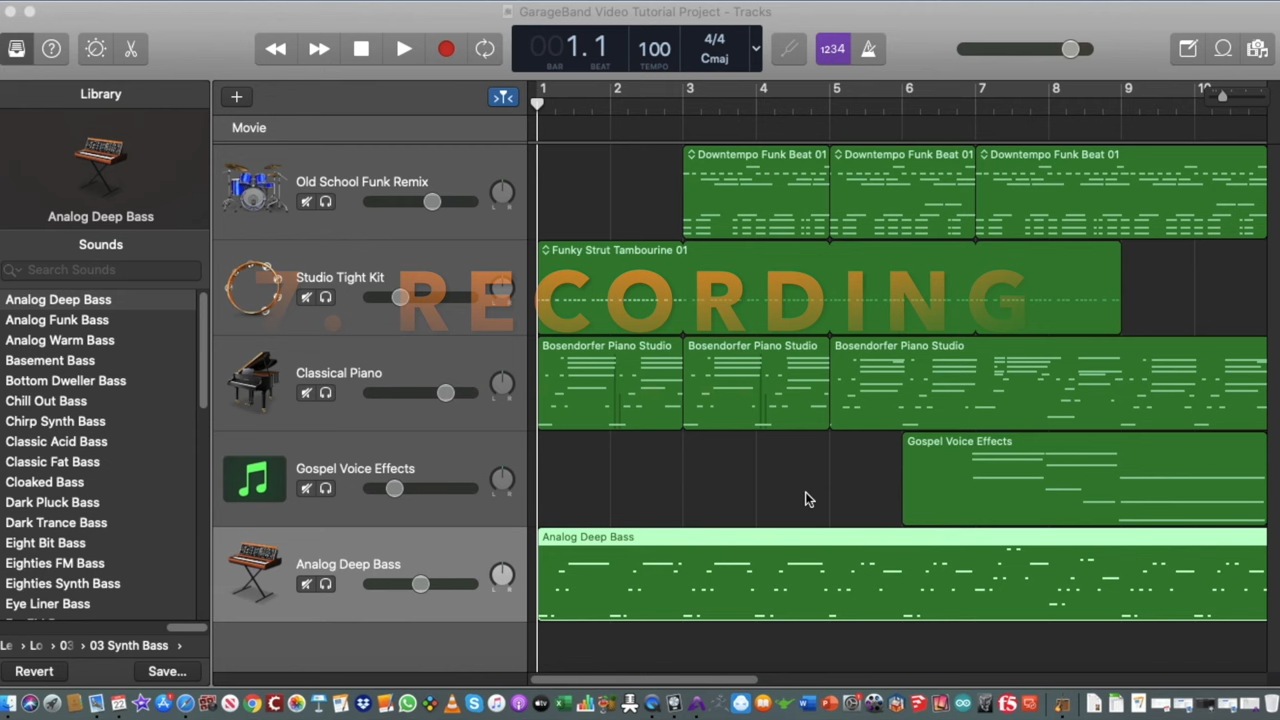 GarageBand Video Tutorial Project - Tracks
001.1
BAR BEAT
100
TEMPO
4/4
Cmaj
1234
Library
Analog Deep Bass
Sounds
Search Sounds
Analog Deep Bass
Analog Funk Bass
Analog Warm Bass
Basement Bass
Bottom Dweller Bass
Chill Out Bass
Chirp Synth Bass
Classic Acid Bass
Classic Fat Bass
Cloaked Bass
Dark Pluck Bass
Dark Trance Bass
Eight Bit Bass
Eighties FM Bass
Eighties Synth Bass
Eye Liner Bass
Le > Lo > 03 > 03 Synth Bass >
Revert Save...
1 2 3 4 5 6 7 8 9 10
Movie
Old School Funk Remix
L R
Downtempo Funk Beat 01 Downtempo Funk Beat 01 Downtempo Funk Beat 01
Studio Tight Kit
Funky Strut Tambourine 01
7. RECORDING
Classical Piano
L R
Bosendorfer Piano Studio Bosendorfer Piano Studio Bosendorfer Piano Studio
Gospel Voice Effects
L R
Gospel Voice Effects
Analog Deep Bass
L R
Analog Deep Bass